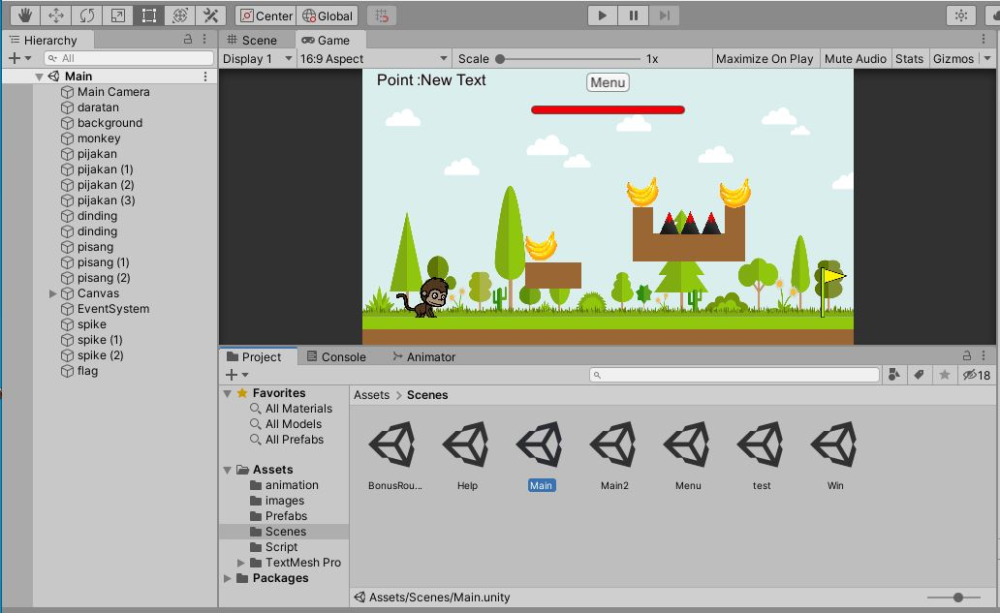 Center Global
Hierarchy
All
Main
Main Camera
daratan
background
monkey
pijakan
pijakan (1)
pijakan (2)
pijakan (3)
dinding
dinding
pisang
pisang (1)
pisang (2)
Canvas
EventSystem
spike
spike (1)
spike (2)
flag
Scene Game
Display 1 16:9 Aspect Scale 1x Maximize On Play Mute Audio Stats Gizmos
Point :New Text Menu
Project Console Animator
18
Favorites
All Materials
All Models
All Prefabs
Assets
animation
images
Prefabs
Scenes
Script
TextMesh Pro
Packages
Assets > Scenes
BonusRou... Help Main Main2 Menu test Win
Assets/Scenes/Main.unity